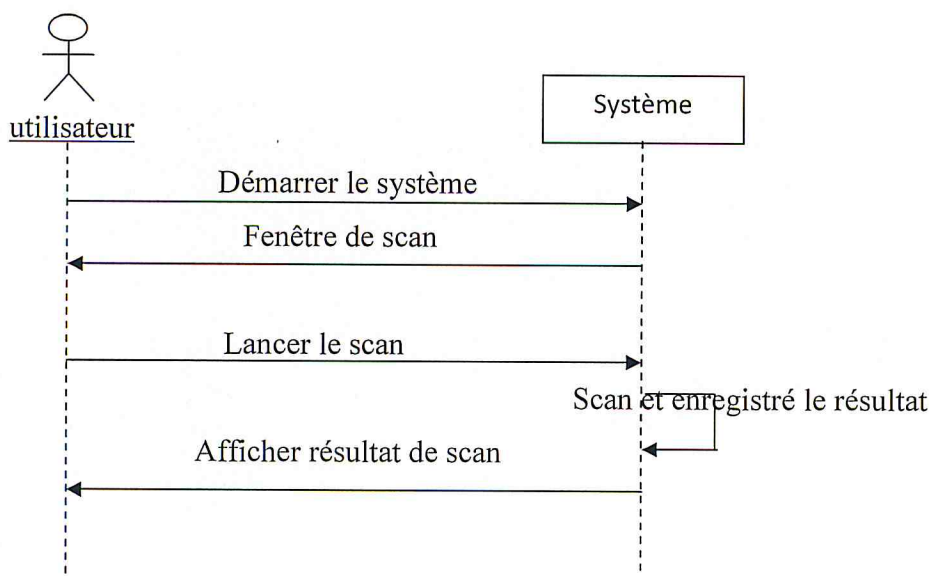 utilisateur
Système
Démarrer le système
Fenêtre de scan
Lancer le scan
Scan et enregistré le résultat
Afficher résultat de scan